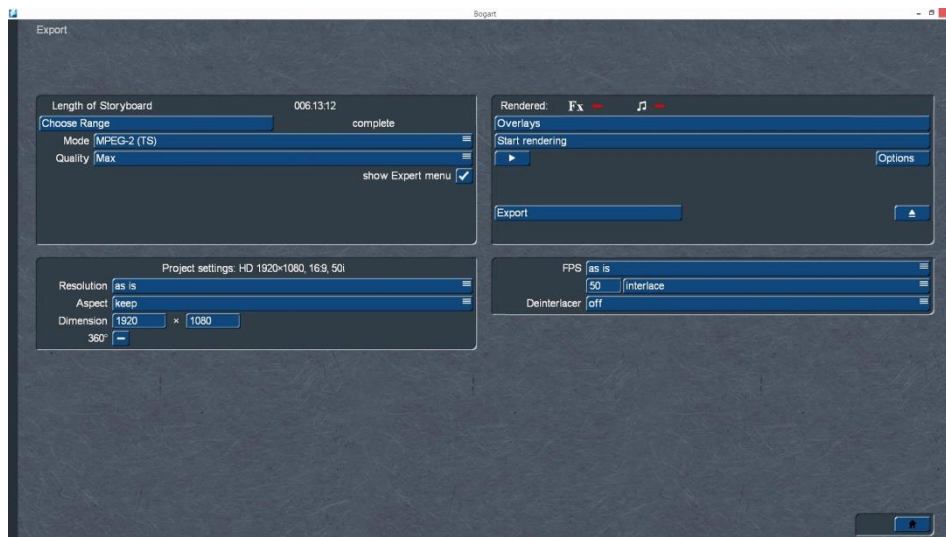 Bogart
Export
Length of Storyboard 006.13:12
Choose Range complete
Mode MPEG-2 (TS)
Quality Max
show Expert menu
Rendered: Fx
Overlays
Start rendering
Options
Export
Project settings: HD 1920×1080, 16:9, 50i
Resolution as is
Aspect keep
Dimension 1920 × 1080
360°
FPS as is
50 interlace
Deinterlacer off